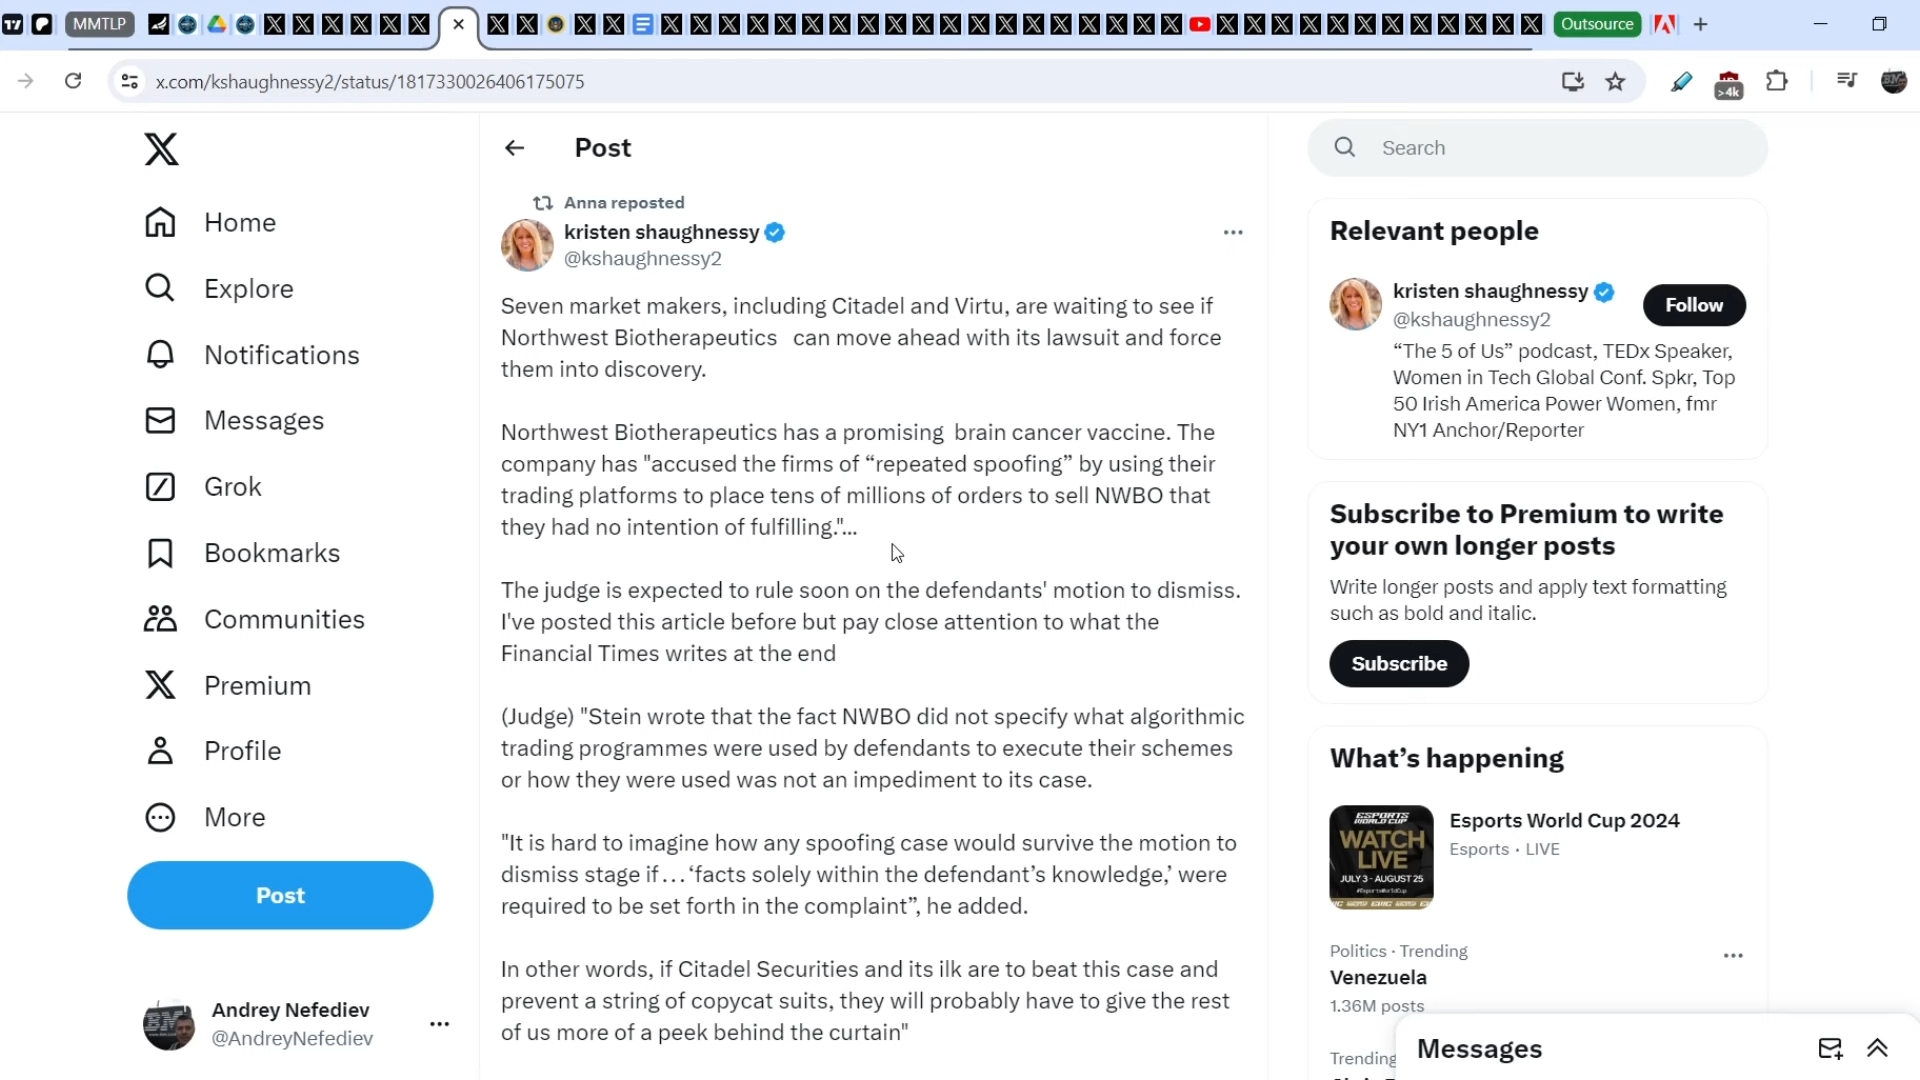 MMTLP
Outsource
x.com/kshaughnessy2/status/1817330026406175075
>4k
Home
Explore
Notifications
Messages
Grok
Bookmarks
Communities
Premium
Profile
More
Post
Andrey Nefediev
@AndreyNefediev
Post
Anna reposted
kristen shaughnessy
@kshaughnessy2
Seven market makers, including Citadel and Virtu, are waiting to see if
Northwest Biotherapeutics can move ahead with its lawsuit and force
them into discovery.
Northwest Biotherapeutics has a promising brain cancer vaccine. The
company has "accused the firms of “repeated spoofing” by using their
trading platforms to place tens of millions of orders to sell NWBO that
they had no intention of fulfilling."...
The judge is expected to rule soon on the defendants' motion to dismiss.
I've posted this article before but pay close attention to what the
Financial Times writes at the end
(Judge) "Stein wrote that the fact NWBO did not specify what algorithmic
trading programmes were used by defendants to execute their schemes
or how they were used was not an impediment to its case.
"It is hard to imagine how any spoofing case would survive the motion to
dismiss stage if . . . ‘facts solely within the defendant’s knowledge,’ were
required to be set forth in the complaint”, he added.
In other words, if Citadel Securities and its ilk are to beat this case and
prevent a string of copycat suits, they will probably have to give the rest
of us more of a peek behind the curtain"
Search
Relevant people
kristen shaughnessy
@kshaughnessy2
Follow
“The 5 of Us” podcast, TEDx Speaker,
Women in Tech Global Conf. Spkr, Top
50 Irish America Power Women, fmr
NY1 Anchor/Reporter
Subscribe to Premium to write
your own longer posts
Write longer posts and apply text formatting
such as bold and italic.
Subscribe
What’s happening
ESPORTS
WORLD CUP
WATCH
LIVE
JULY 3 - AUGUST 25
Esports World Cup 2024
Esports · LIVE
Politics · Trending
Venezuela
1.36M posts
Trending
Messages